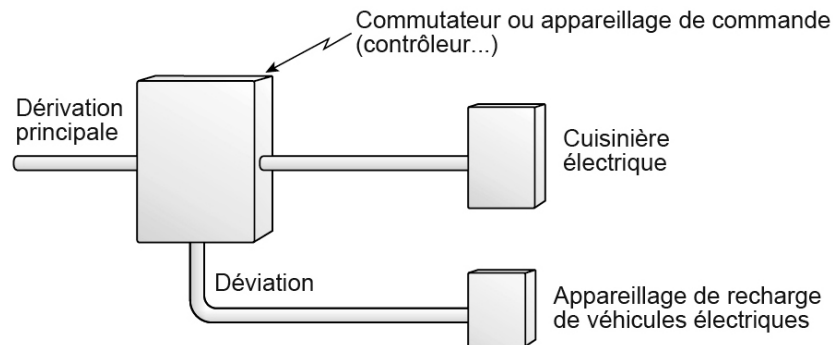 Commutateur ou appareillage de commande
(contrôleur...)
Dérivation
principale
Cuisinière
électrique
Déviation
Appareillage de recharge
de véhicules électriques